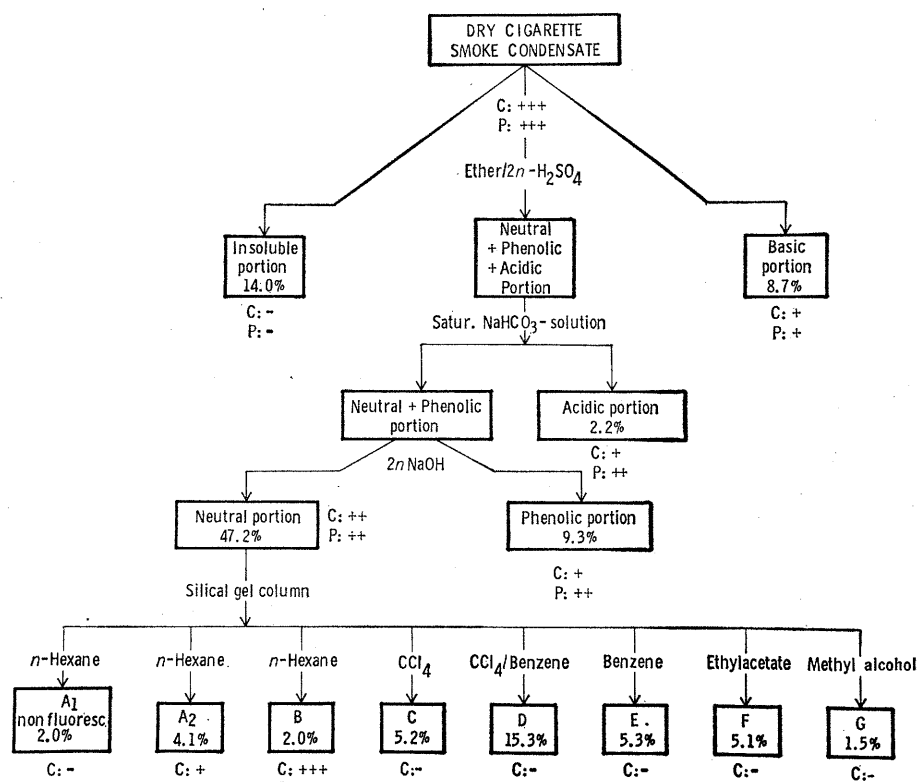 DRY CIGARETTE
SMOKE CONDENSATE
C: +++
P: +++
Ether/2n-H2SO4
Insoluble
portion
14.0%
C: -
P: -
Neutral
+ Phenolic
+ Acidic
Portion
Basic
portion
8.7%
C: +
P: +
Satur. NaHCO3-solution
Neutral + Phenolic
portion
Acidic portion
2.2%
C: +
P: ++
2n NaOH
Neutral portion
47.2%
C: ++
P: ++
Phenolic portion
9.3%
C: +
P: ++
Silical gel column
n-Hexane
n-Hexane
n-Hexane
CCl4
CCl4/Benzene
Benzene
Ethylacetate
Methyl alcohol
A1
non fluoresc.
2.0%
A2
4.1%
B
2.0%
C
5.2%
D
15.3%
E.
5.3%
F
5.1%
G
1.5%
C: -
C: +
C: +++
C:-
C:-
C:-
C:-
C:-